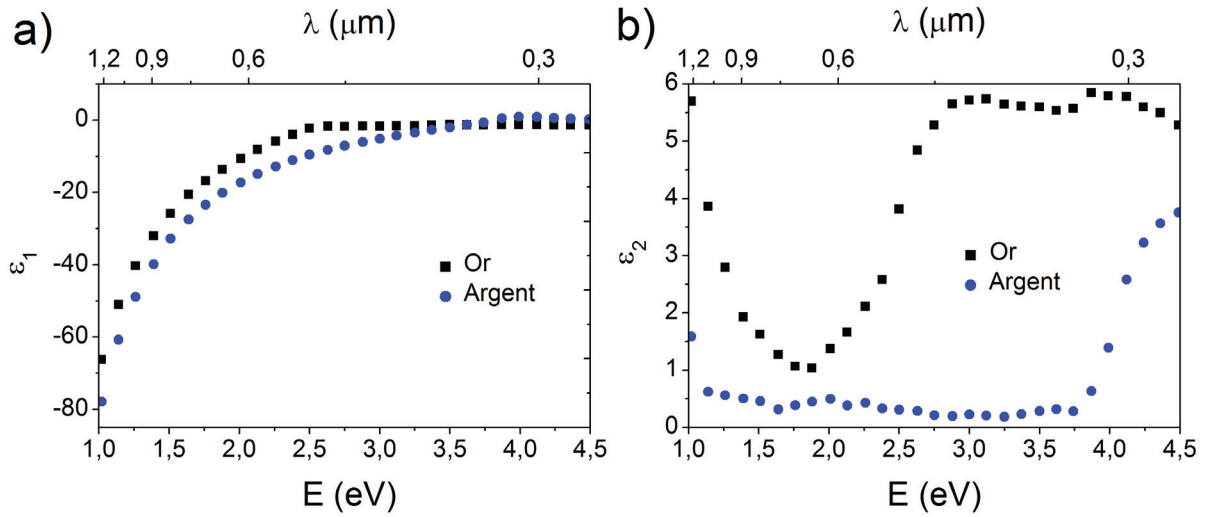 a)
λ (μm)
1,2 0,9 0,6 0,3
0
-20
-40
-60
-80
ε1
Or
Argent
1,0 1,5 2,0 2,5 3,0 3,5 4,0 4,5
E (eV)
b)
λ (μm)
1,2 0,9 0,6 0,3
6
5
4
3
2
1
0
ε2
Or
Argent
1,0 1,5 2,0 2,5 3,0 3,5 4,0 4,5
E (eV)